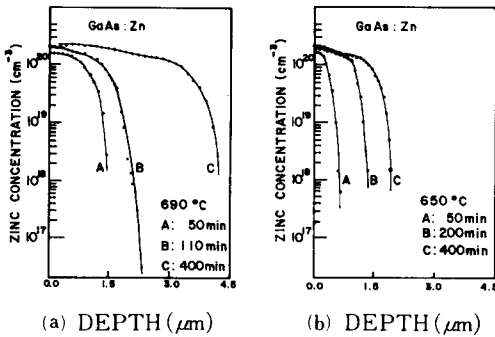 GaAs:Zn
ZINC CONCENTRATION (cm⁻³)
10²⁰
10¹⁹
10¹⁸
10¹⁷
A
B
C
690 °C
A: 50min
B: 110min
C: 400min
0.0 1.5 3.0 4.5
(a) DEPTH (μm)
GaAs:Zn
ZINC CONCENTRATION (cm⁻³)
10²⁰
10¹⁹
10¹⁸
10¹⁷
A
B
C
650 °C
A: 50min
B: 200min
C: 400min
0.0 1.5 3.0 4.5
(b) DEPTH (μm)